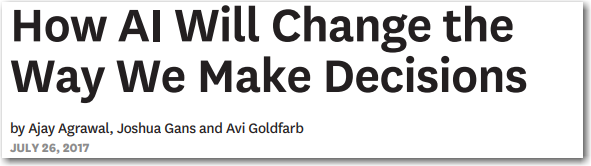 How AI Will Change the
Way We Make Decisions
by Ajay Agrawal, Joshua Gans and Avi Goldfarb
JULY 26, 2017